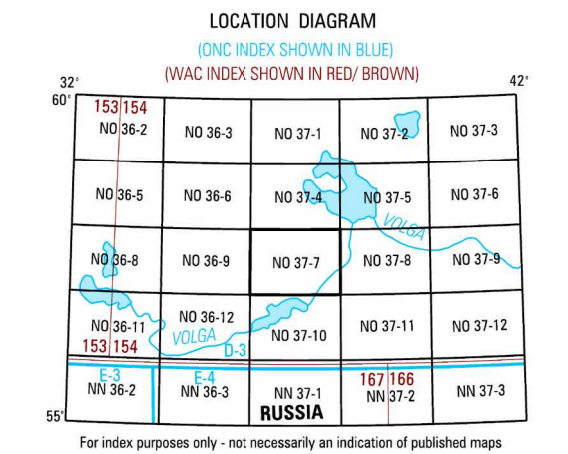 LOCATION DIAGRAM
(ONC INDEX SHOWN IN BLUE)
(WAC INDEX SHOWN IN RED/ BROWN)
32° 42°
60°
153 154
NO 36-2 NO 36-3 NO 37-1 NO 37-2 NO 37-3
NO 36-5 NO 36-6 NO 37-4 NO 37-5 NO 37-6
VOLGA
NO 36-8 NO 36-9 NO 37-7 NO 37-8 NO 37-9
NO 36-11 NO 36-12 NO 37-10 NO 37-11 NO 37-12
VOLGA
153 154 D-3
E-3 E-4 167 166
NN 36-2 NN 36-3 NN 37-1 NN 37-2 NN 37-3
55° RUSSIA
For index purposes only - not necessarily an indication of published maps